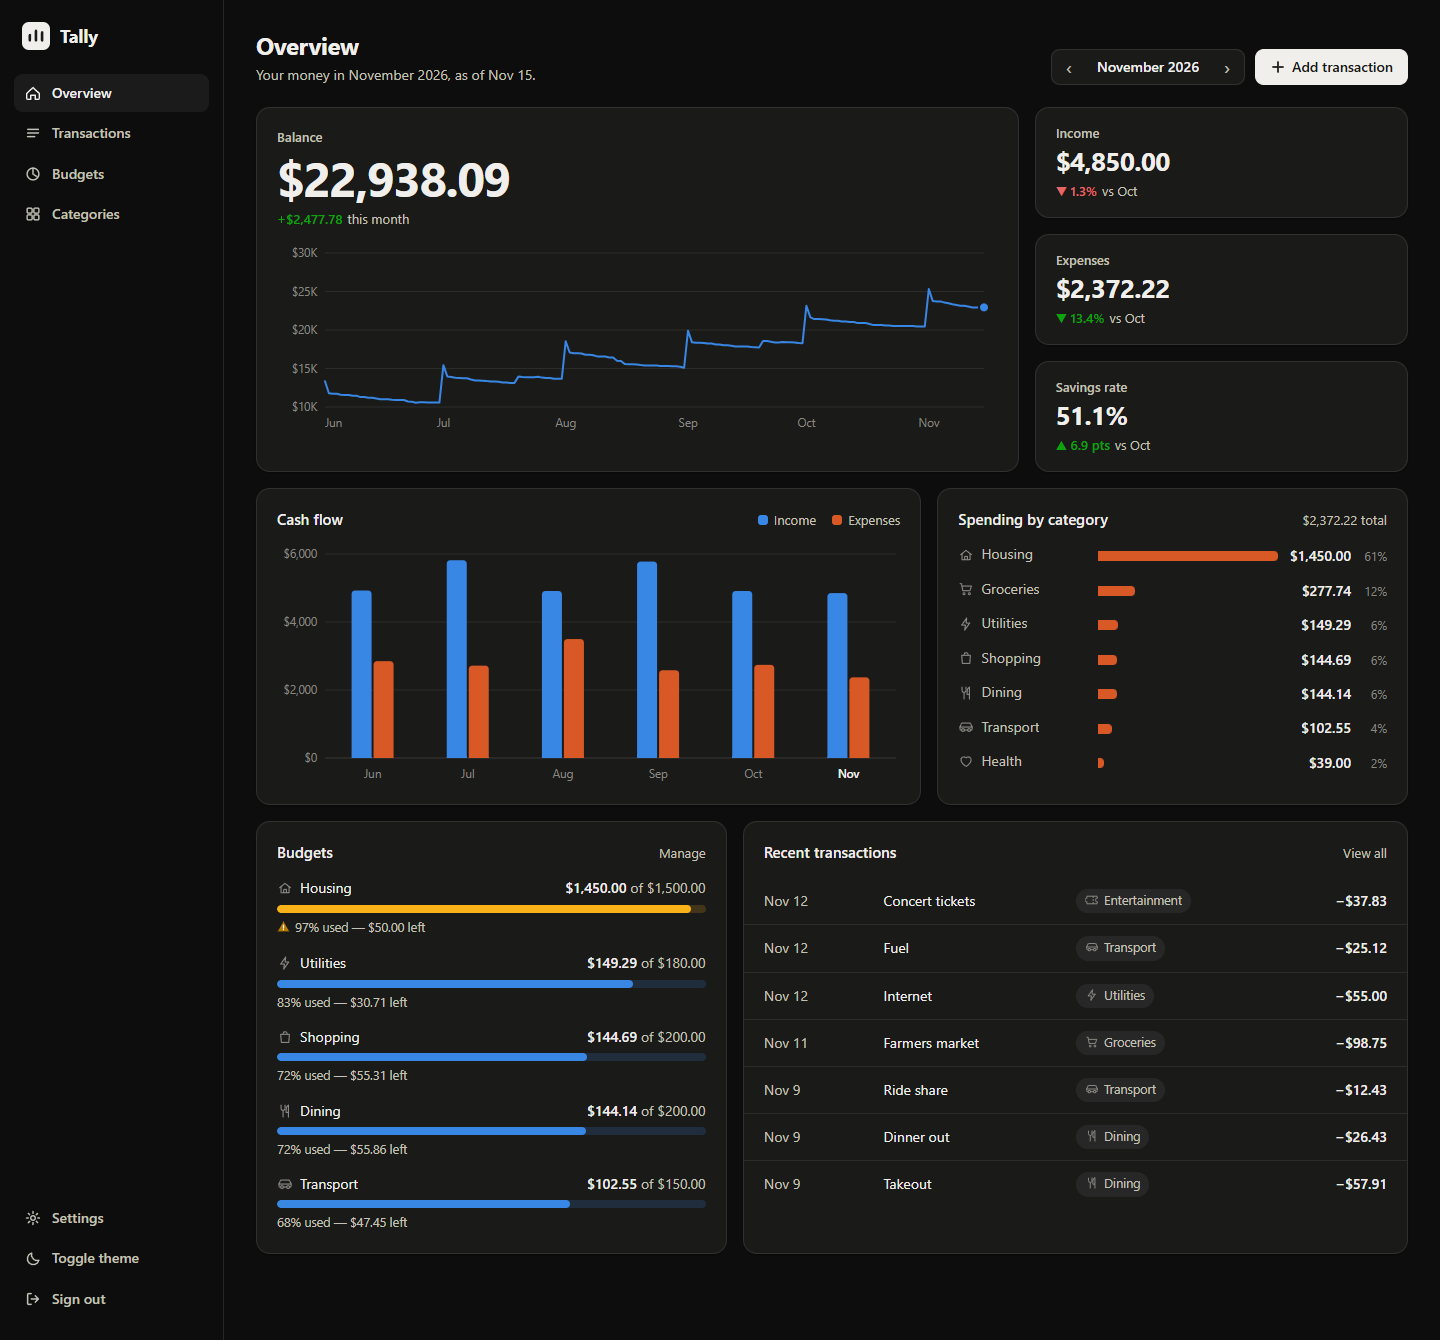 Tally
Overview
Transactions
Budgets
Categories
Settings
Toggle theme
Sign out
Overview
Your money in November 2026, as of Nov 15.
‹ November 2026 ›
+ Add transaction
Balance
$22,938.09
+$2,477.78 this month
$30K
$25K
$20K
$15K
$10K
Jun Jul Aug Sep Oct Nov
Income
$4,850.00
▼ 1.3% vs Oct
Expenses
$2,372.22
▼ 13.4% vs Oct
Savings rate
51.1%
▲ 6.9 pts vs Oct
Cash flow
Income Expenses
$6,000
$4,000
$2,000
$0
Jun Jul Aug Sep Oct Nov
Spending by category $2,372.22 total
Housing $1,450.00 61%
Groceries $277.74 12%
Utilities $149.29 6%
Shopping $144.69 6%
Dining $144.14 6%
Transport $102.55 4%
Health $39.00 2%
Budgets Manage
Housing $1,450.00 of $1,500.00
97% used — $50.00 left
Utilities $149.29 of $180.00
83% used — $30.71 left
Shopping $144.69 of $200.00
72% used — $55.31 left
Dining $144.14 of $200.00
72% used — $55.86 left
Transport $102.55 of $150.00
68% used — $47.45 left
Recent transactions View all
Nov 12 Concert tickets Entertainment −$37.83
Nov 12 Fuel Transport −$25.12
Nov 12 Internet Utilities −$55.00
Nov 11 Farmers market Groceries −$98.75
Nov 9 Ride share Transport −$12.43
Nov 9 Dinner out Dining −$26.43
Nov 9 Takeout Dining −$57.91